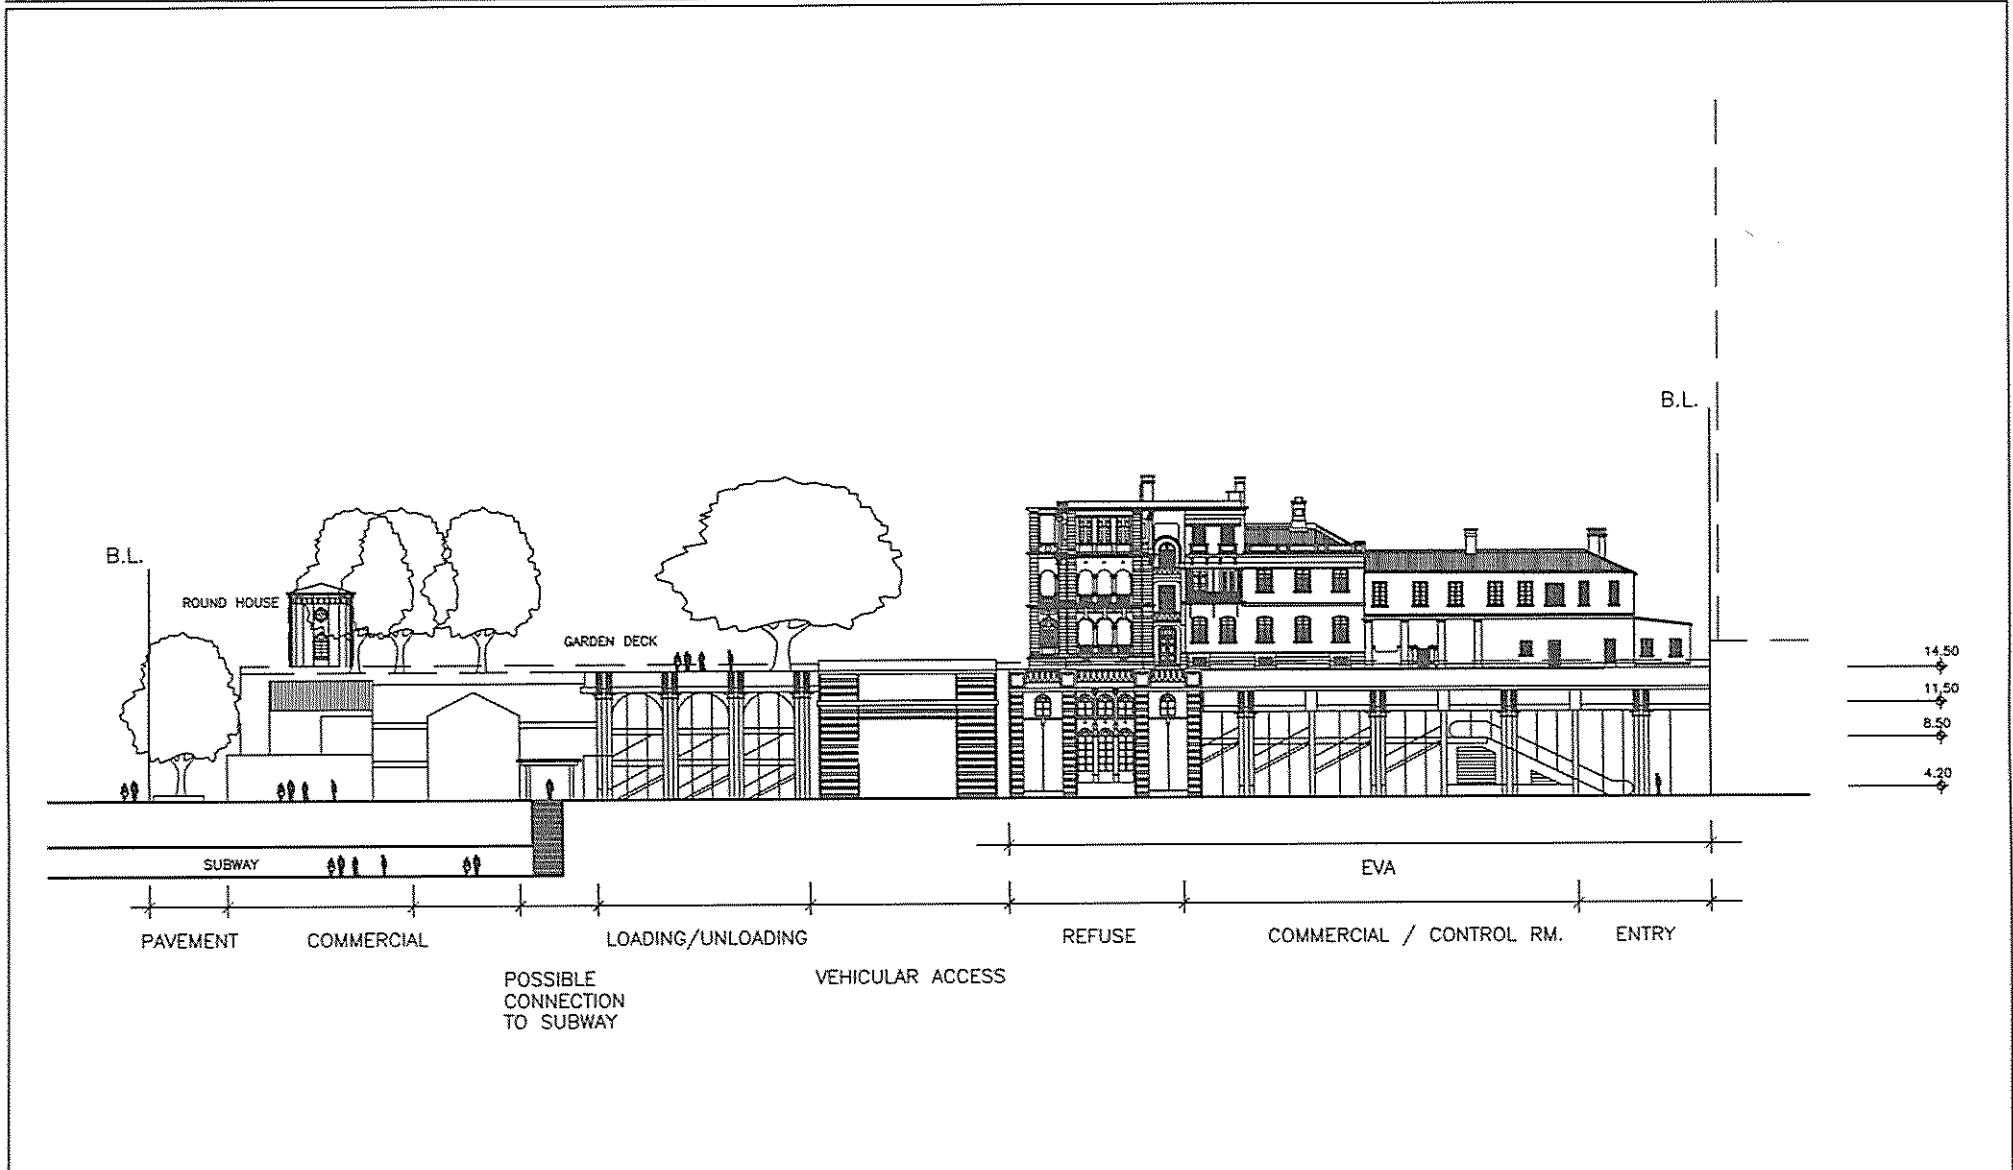 B.L.
B.L.
ROUND HOUSE
GARDEN DECK
14.50
11.50
8.50
4.20
SUBWAY
EVA
PAVEMENT
COMMERCIAL
LOADING/UNLOADING
REFUSE
COMMERCIAL / CONTROL RM.
ENTRY
POSSIBLE
CONNECTION
TO SUBWAY
VEHICULAR ACCESS